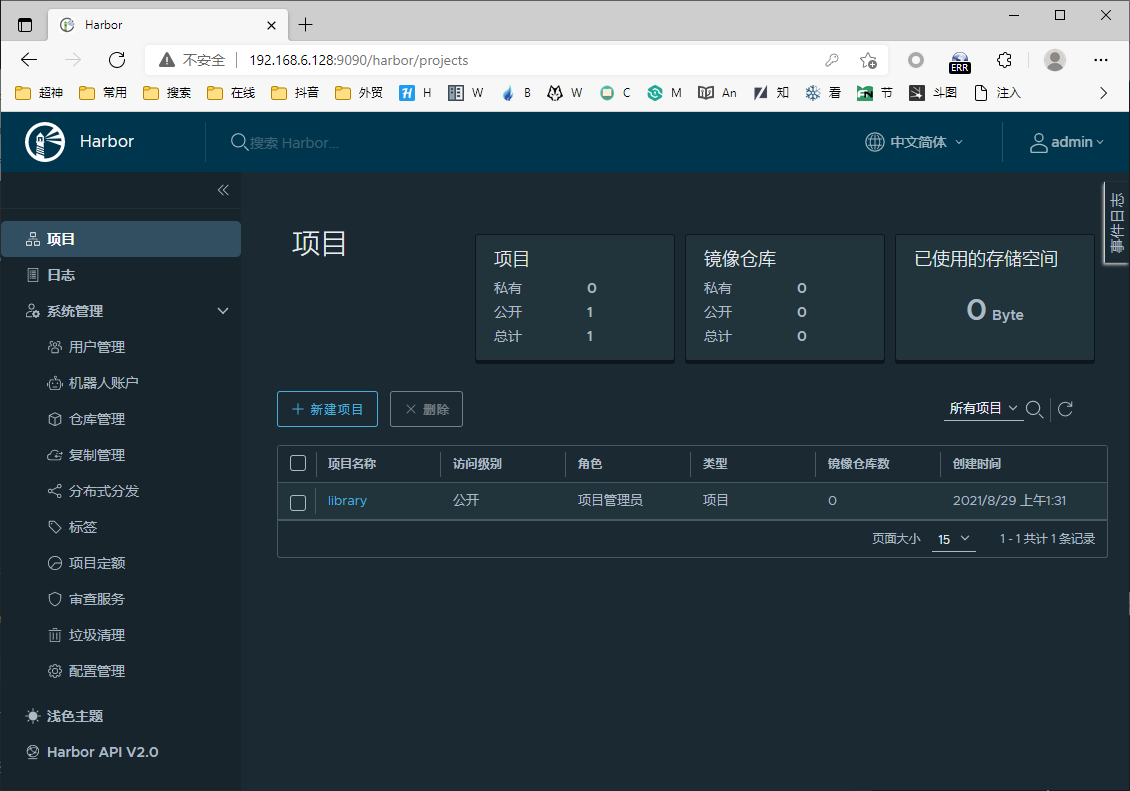 Harbor
不安全 192.168.6.128:9090/harbor/projects
ERR
超神 常用 搜索 在线 抖音 外贸 H H W B W C M An 知 看 节 斗图 注入
Harbor 搜索 Harbor... 中文简体 admin
事件日志
项目
日志
系统管理
用户管理
机器人账户
仓库管理
复制管理
分布式分发
标签
项目定额
审查服务
垃圾清理
配置管理
浅色主题
Harbor API V2.0
项目
项目
私有 0
公开 1
总计 1
镜像仓库
私有 0
公开 0
总计 0
已使用的存储空间
0 Byte
新建项目 删除 所有项目
项目名称 访问级别 角色 类型 镜像仓库数 创建时间
library 公开 项目管理员 项目 0 2021/8/29 上午1:31
页面大小 15 1 - 1 共计 1 条记录